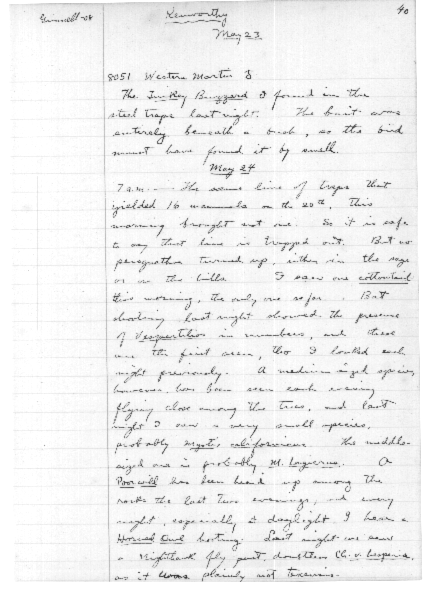 Grinnell-08
Kenworthy
40
May 23
8051 Western Martin ♂
The Turkey Buzzard I found in the
steel traps last night. The bait was
entirely beneath a bush, so the bird
must have found it by smell.
May 24
7 a.m. — The same line of traps that
yielded 16 mammals on the 20th, this
morning brought not one. So it is safe
to say that line is trapped out. But no
perognathus turned up, either in the sage
or on the hills. I saw one cottontail
this morning, the only one so far. But
shooting last night showed the presence
of Vespertilios in numbers, and these
are the first seen, tho I looked each
night previously. A medium sized species,
however, has been seen each evening
flying close among the trees, and last
night I saw a very small species,
probably Myotis californicus. The medium-
sized one is probably M. 
A
Poorwill has been heard up among the
rocks the last two evenings, and every
night, especially at daylight, I hear a
Horned Owl hooting. Last night we saw
a Nighthawk fly past, doubtless Ch. v. hesperis,
as it was plainly not texensis.